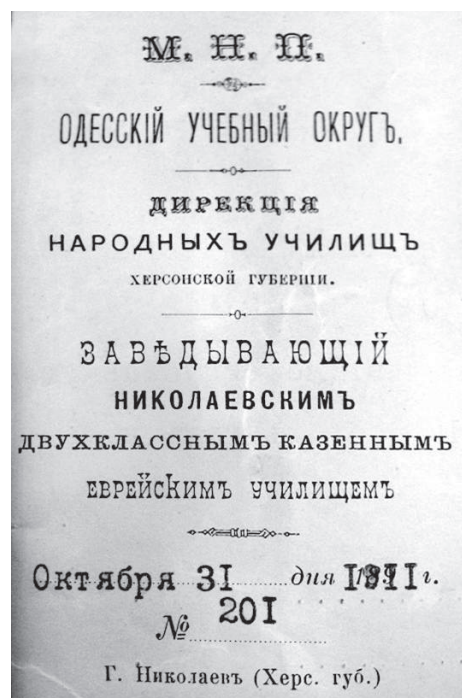 М. Н. П.
ОДЕССКІЙ УЧЕБНЫЙ ОКРУГЪ.
ДИРЕКЦІЯ
НАРОДНЫХЪ УЧИЛИЩЪ
ХЕРСОНСКОЙ ГУБЕРНІИ.
ЗАВѢДЫВАЮЩІЙ
НИКОЛАЕВСКИМЪ
ДВУХКЛАССНЫМЪ КАЗЕННЫМЪ
ЕВРЕЙСКИМЪ УЧИЛИЩЕМЪ
Октября 31 дня 1911 г.
№ 201
Г. Николаевъ (Херс. губ.)